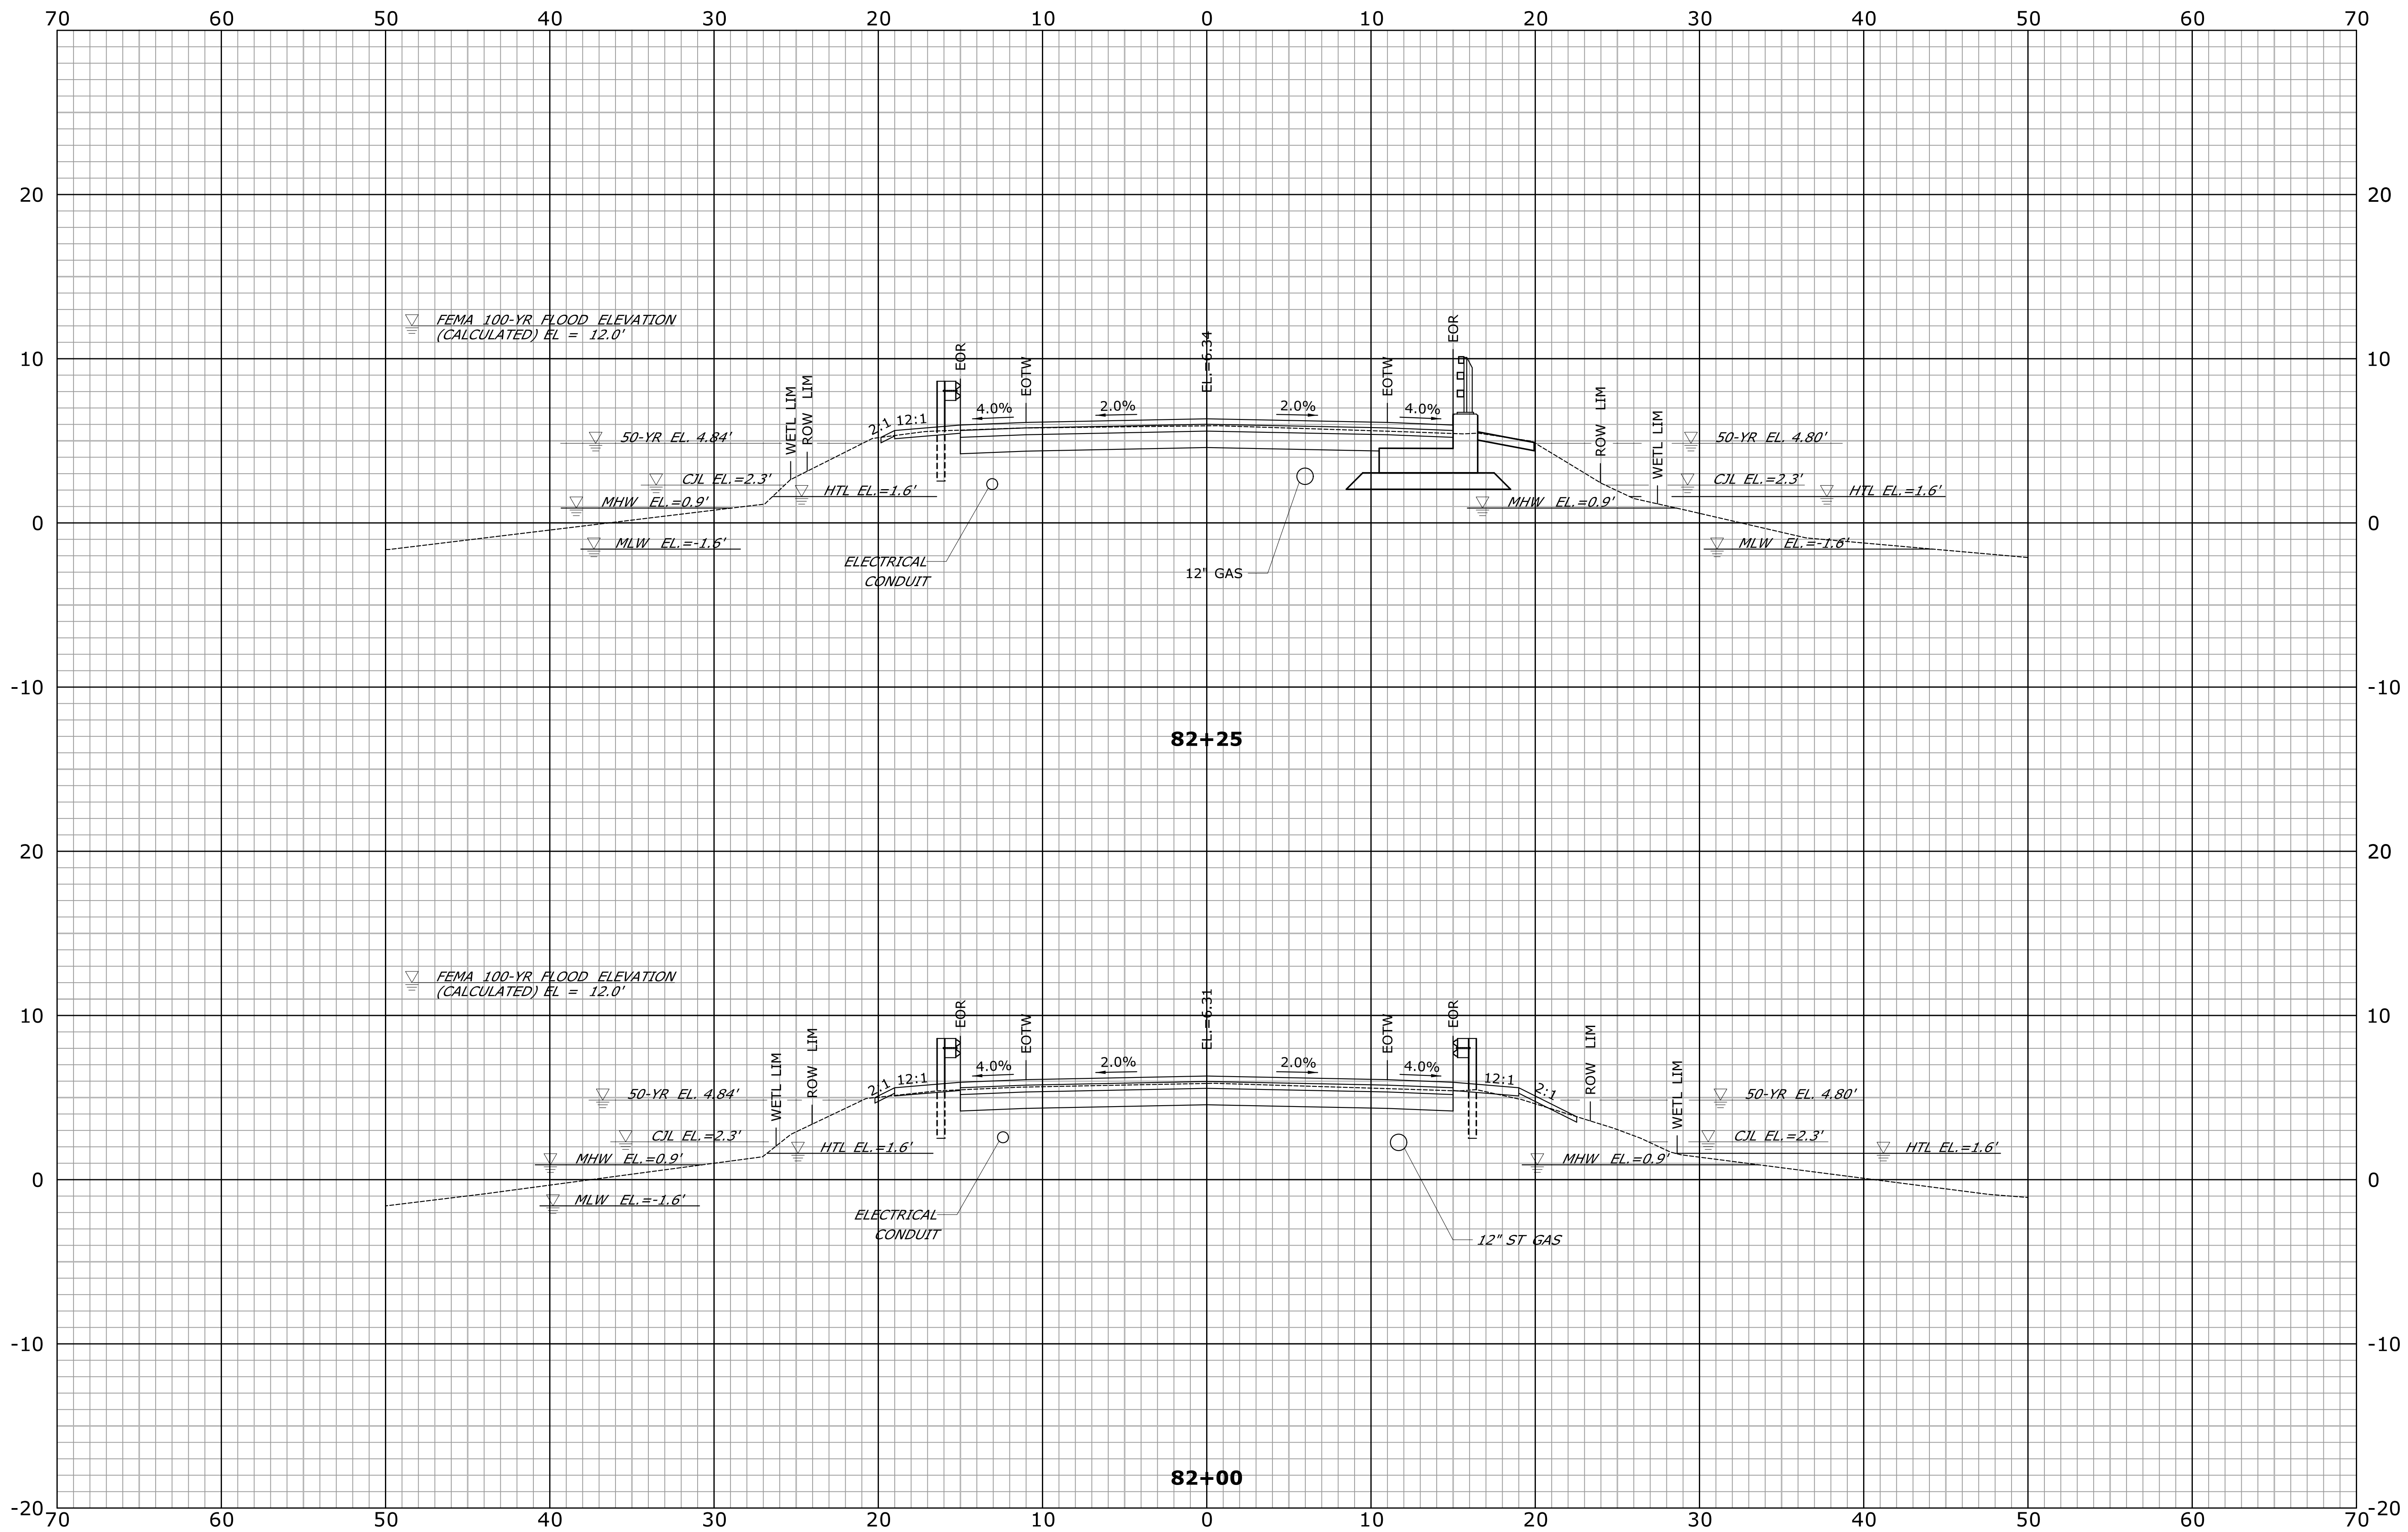 70 60 50 40 30 20 10 0 10 20 30 40 50 60 70
20 20
FEMA 100-YR FLOOD ELEVATION
(CALCULATED) EL = 12.0'
10 10
WETL LIM
ROW LIM
EOR
EOTW
EL.=6.34
EOTW
EOR
ROW LIM
WETL LIM
2:1 12:1 4.0% 2.0% 2.0% 4.0%
50-YR EL. 4.84' 50-YR EL. 4.80'
CJL EL.=2.3' CJL EL.=2.3'
HTL EL.=1.6' HTL EL.=1.6'
MHW EL.=0.9' MHW EL.=0.9'
0 0
MLW EL.=-1.6' MLW EL.=-1.6'
ELECTRICAL
CONDUIT
12" GAS
-10 -10
82+25
20 20
FEMA 100-YR FLOOD ELEVATION
(CALCULATED) EL = 12.0'
10 10
WETL LIM
ROW LIM
EOR
EOTW
EL.=6.31
EOTW
EOR
ROW LIM
WETL LIM
2:1 12:1 4.0% 2.0% 2.0% 4.0% 12:1 2:1
50-YR EL. 4.84' 50-YR EL. 4.80'
CJL EL.=2.3' CJL EL.=2.3'
HTL EL.=1.6' HTL EL.=1.6'
MHW EL.=0.9' MHW EL.=0.9'
0 0
MLW EL.=-1.6'
ELECTRICAL
CONDUIT
12" ST GAS
-10 -10
82+00
-20 -20
70 60 50 40 30 20 10 0 10 20 30 40 50 60 70